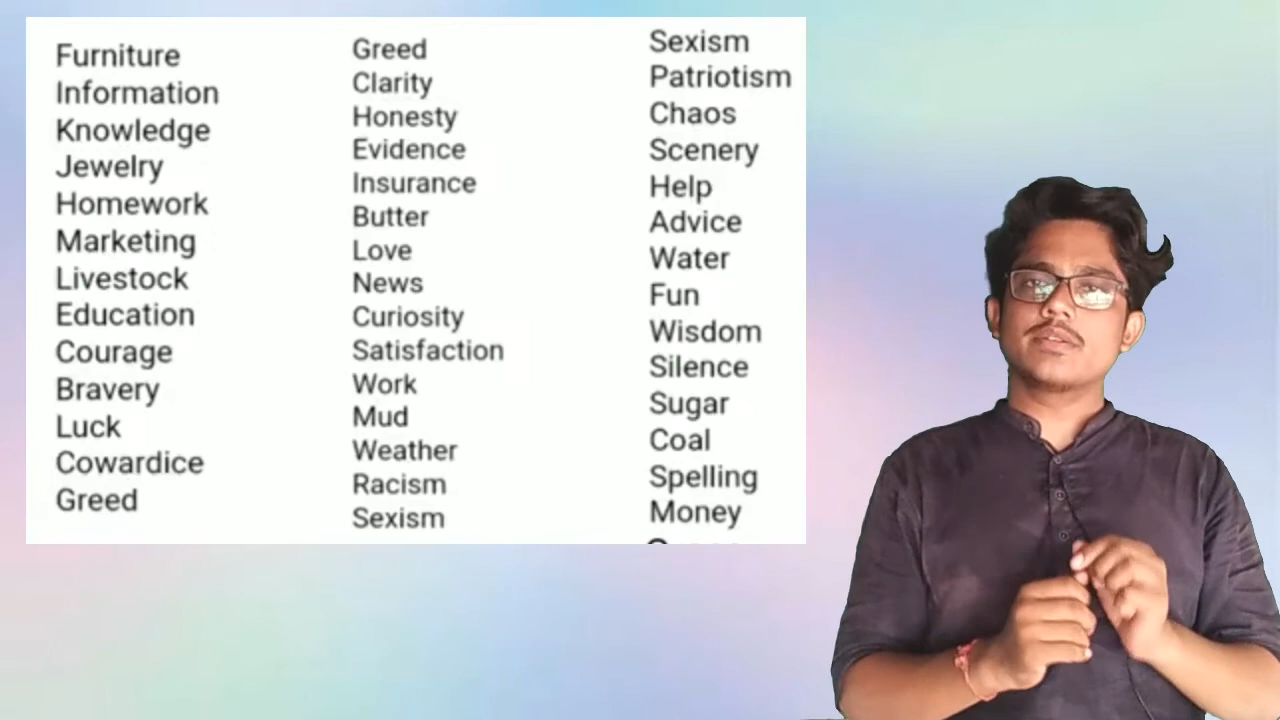 Furniture
Information
Knowledge
Jewelry
Homework
Marketing
Livestock
Education
Courage
Bravery
Luck
Cowardice
Greed
Greed
Clarity
Honesty
Evidence
Insurance
Butter
Love
News
Curiosity
Satisfaction
Work
Mud
Weather
Racism
Sexism
Sexism
Patriotism
Chaos
Scenery
Help
Advice
Water
Fun
Wisdom
Silence
Sugar
Coal
Spelling
Money